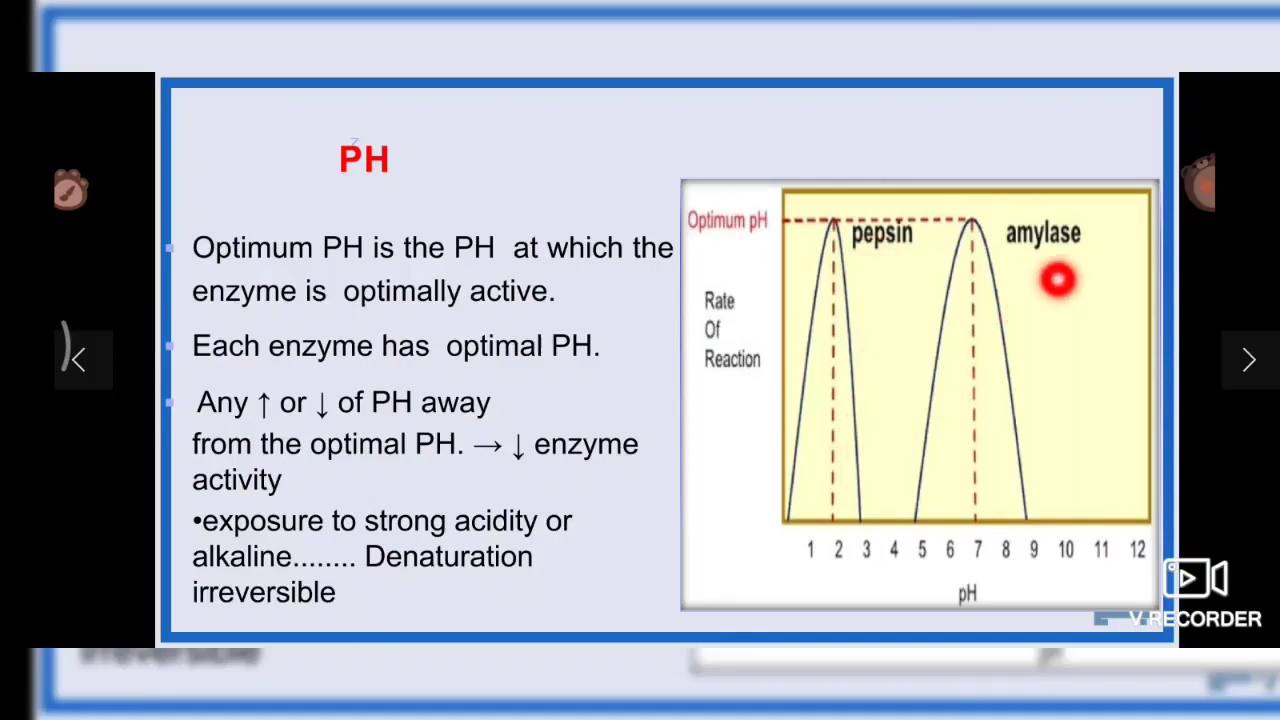 PH
Optimum PH is the PH at which the
enzyme is optimally active.
Each enzyme has optimal PH.
Any ↑ or ↓ of PH away
from the optimal PH. → ↓ enzyme
activity
•exposure to strong acidity or
alkaline........ Denaturation
irreversible
Optimum pH
pepsin
amylase
Rate
Of
Reaction
1 2 3 4 5 6 7 8 9 10 11 12
pH
V RECORDER
irreversible